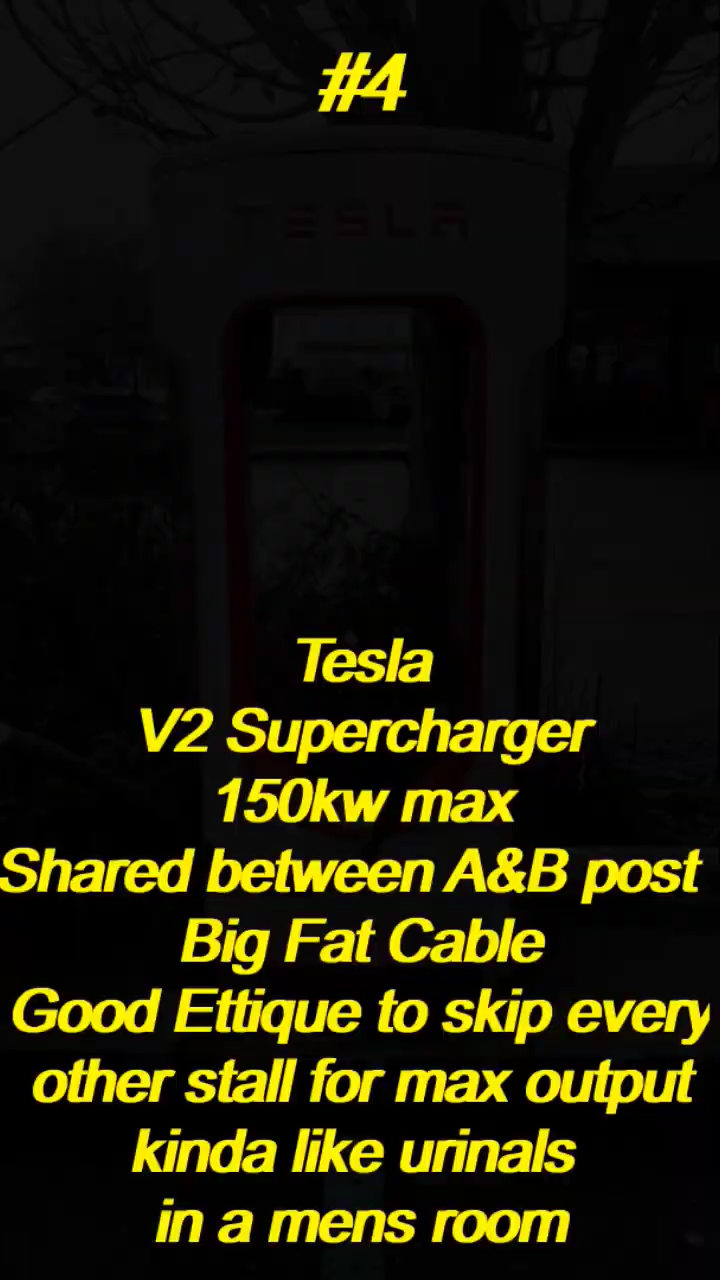 #4
TESLA
Tesla
V2 Supercharger
150kw max
Shared between A&B post
Big Fat Cable
Good Ettique to skip every
other stall for max output
kinda like urinals
in a mens room